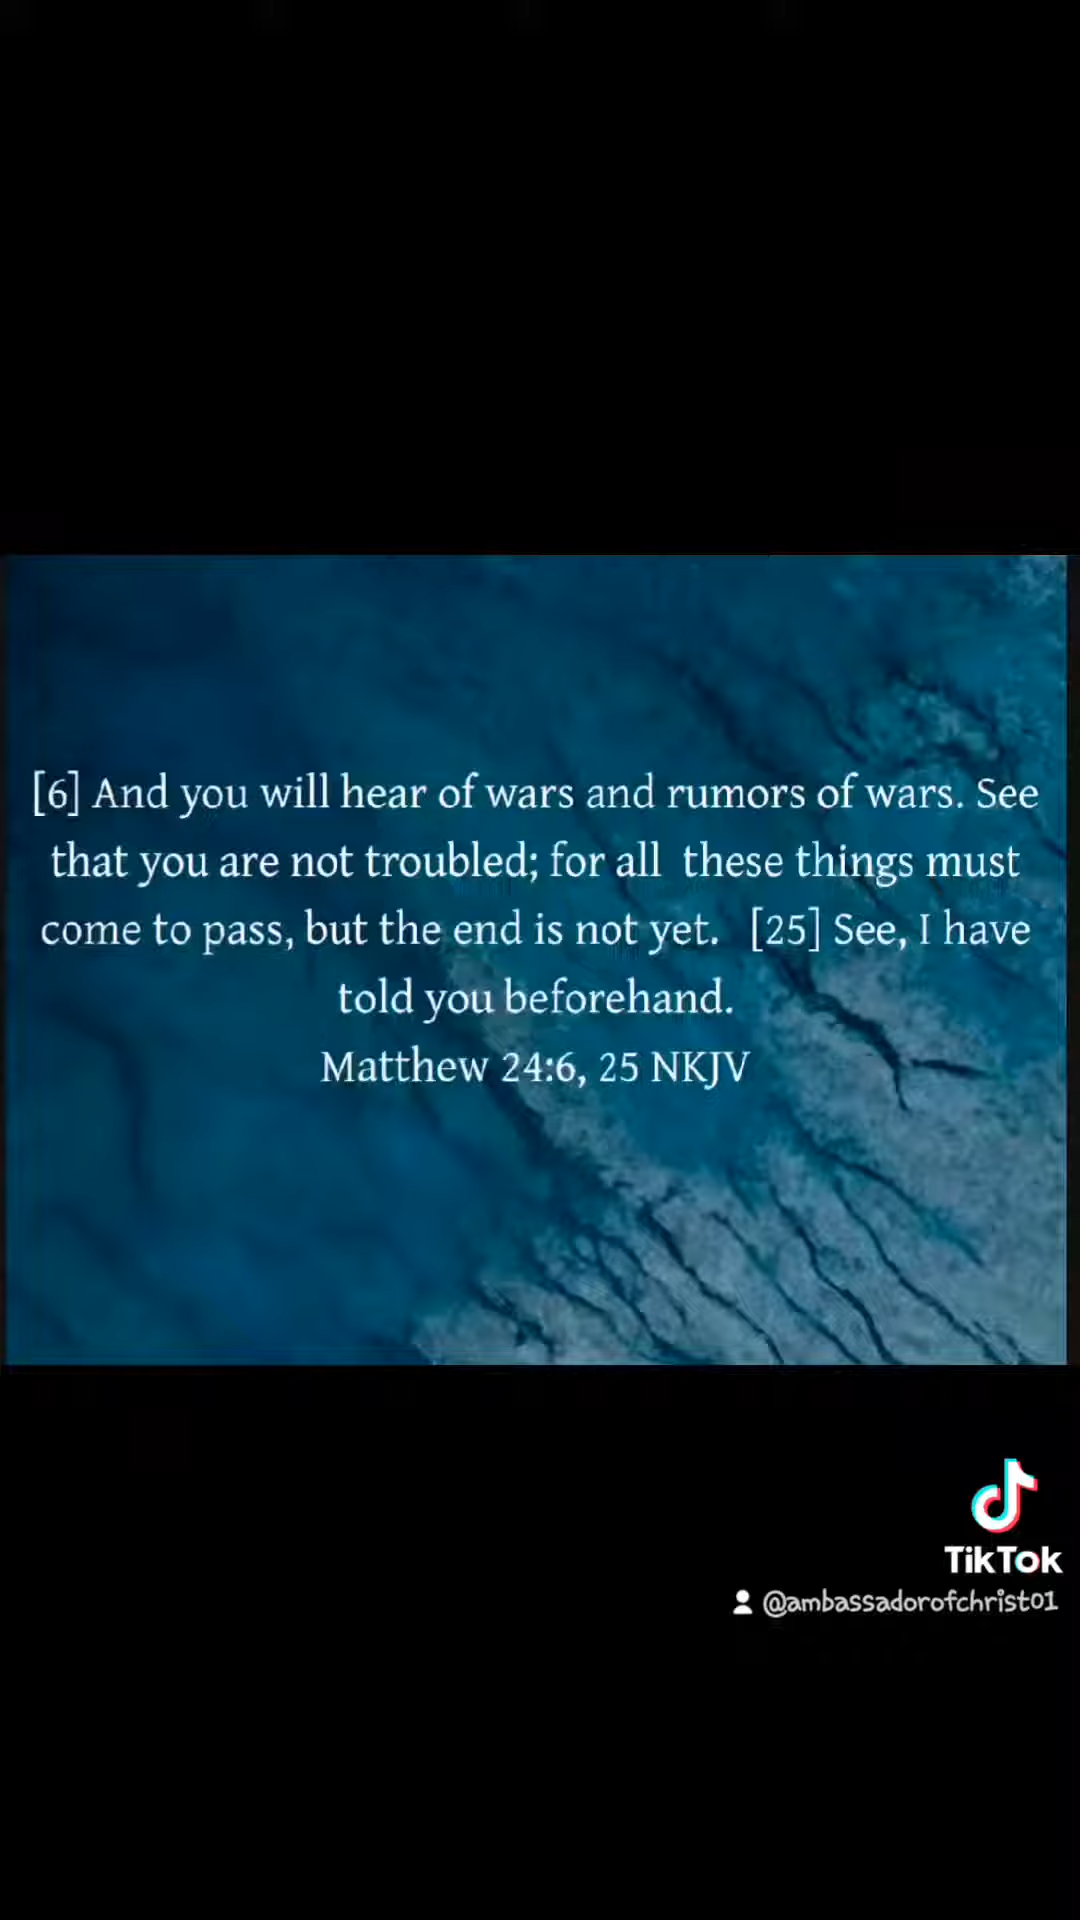 [6] And you will hear of wars and rumors of wars. See
that you are not troubled; for all  these things must
come to pass, but the end is not yet.   [25] See, I have
told you beforehand.
Matthew 24:6, 25 NKJV
TikTok
@ambassadorofchrist01